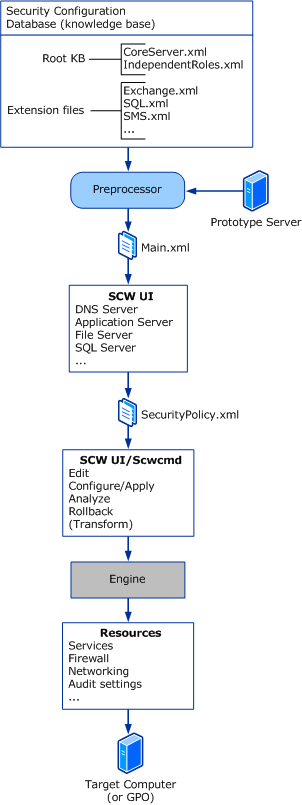 Security Configuration
Database (knowledge base)
Root KB
CoreServer.xml
IndependentRoles.xml
Extension files
Exchange.xml
SQL.xml
SMS.xml
...
Preprocessor
Prototype Server
Main.xml
SCW UI
DNS Server
Application Server
File Server
SQL Server
...
SecurityPolicy.xml
SCW UI/Scwcmd
Edit
Configure/Apply
Analyze
Rollback
(Transform)
Engine
Resources
Services
Firewall
Networking
Audit settings
...
Target Computer
(or GPO)